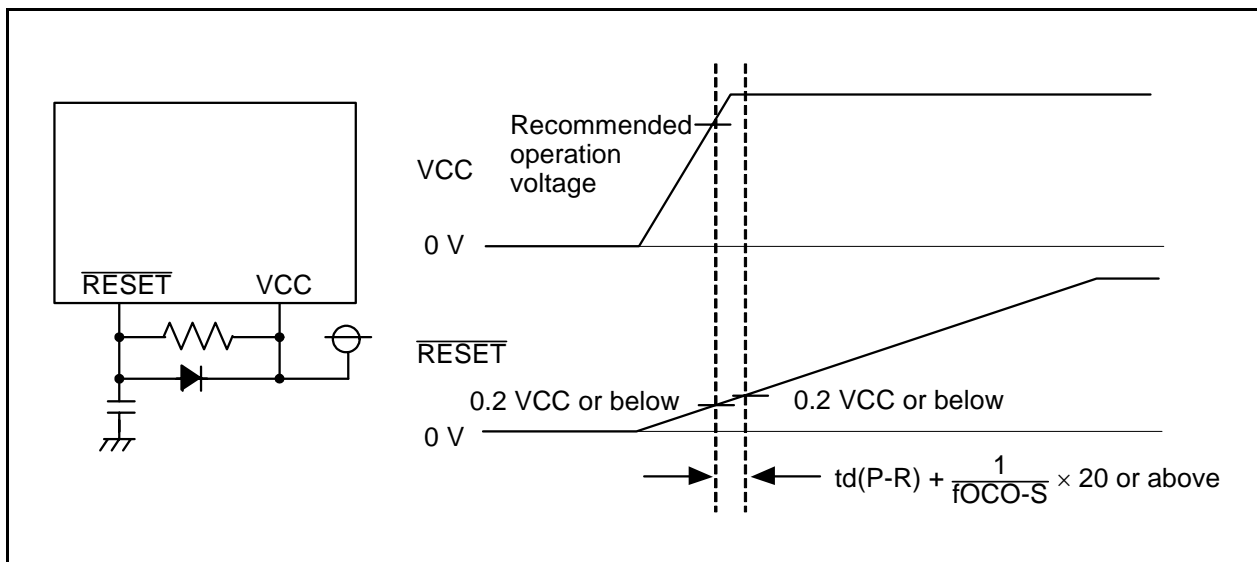 RESET
VCC
Recommended
operation
voltage
VCC
0 V
RESET
0.2 VCC or below
0.2 VCC or below
0 V
td(P-R) + 1/fOCO-S × 20 or above